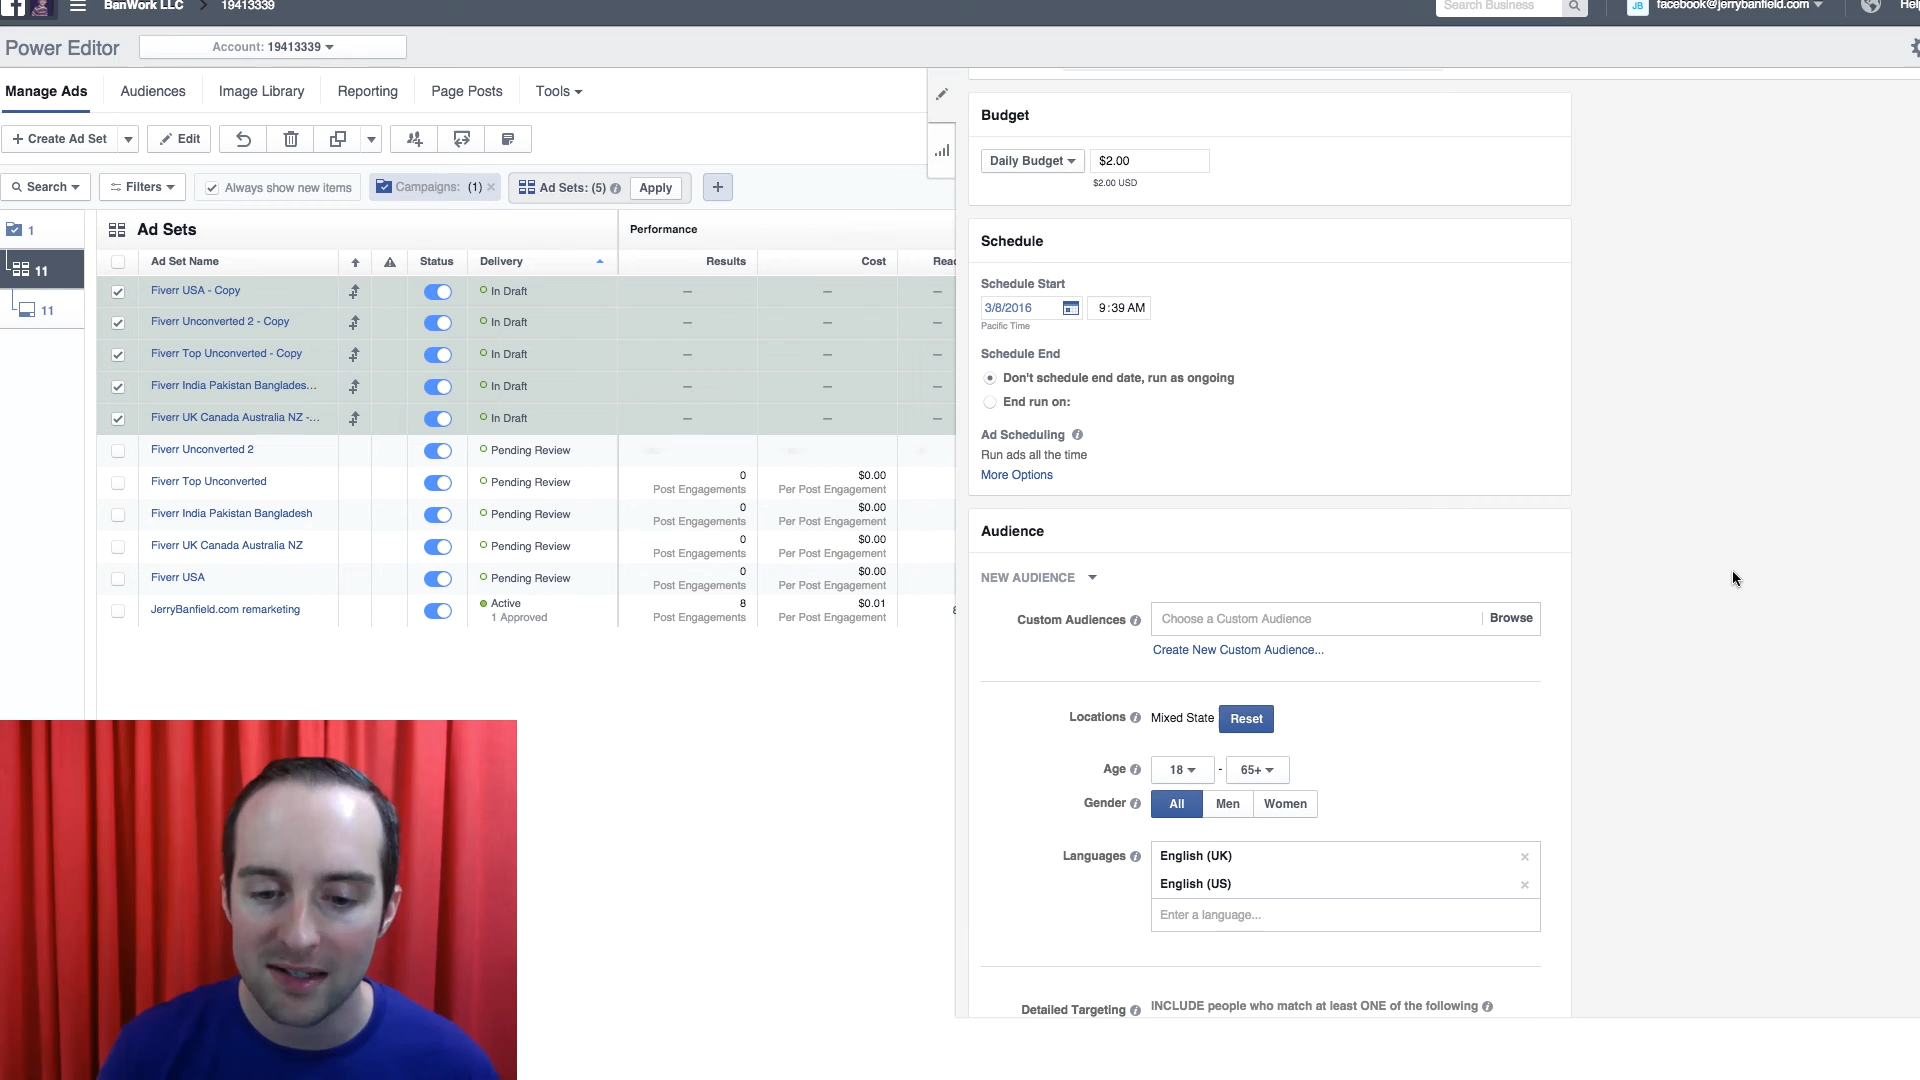 BanWork LLC
19413339
Search Business
JB
facebook@jerrybanfield.com
Power Editor
Account: 19413339
Manage Ads
Audiences
Image Library
Reporting
Page Posts
Tools
+ Create Ad Set
Edit
Search
Filters
Always show new items
Campaigns: (1)
Ad Sets: (5)
Apply
+
1
11
11
Ad Sets
Performance
Ad Set Name
Status
Delivery
Results
Cost
Fiverr USA - Copy
In Draft
—
—
—
Fiverr Unconverted 2 - Copy
In Draft
—
—
—
Fiverr Top Unconverted - Copy
In Draft
—
—
—
Fiverr India Pakistan Banglades...
In Draft
—
—
—
Fiverr UK Canada Australia NZ -...
In Draft
—
—
—
Fiverr Unconverted 2
Pending Review
Fiverr Top Unconverted
Pending Review
0
Post Engagements
$0.00
Per Post Engagement
Fiverr India Pakistan Bangladesh
Pending Review
0
Post Engagements
$0.00
Per Post Engagement
Fiverr UK Canada Australia NZ
Pending Review
0
Post Engagements
$0.00
Per Post Engagement
Fiverr USA
Pending Review
0
Post Engagements
$0.00
Per Post Engagement
JerryBanfield.com remarketing
Active
1 Approved
8
Post Engagements
$0.01
Per Post Engagement
Budget
Daily Budget
$2.00
$2.00 USD
Schedule
Schedule Start
3/8/2016
9:39 AM
Pacific Time
Schedule End
Don't schedule end date, run as ongoing
End run on:
Ad Scheduling
Run ads all the time
More Options
Audience
NEW AUDIENCE
Custom Audiences
Choose a Custom Audience
Browse
Create New Custom Audience...
Locations
Mixed State
Reset
Age
18
-
65+
Gender
All
Men
Women
Languages
English (UK)
English (US)
Enter a language...
Detailed Targeting
INCLUDE people who match at least ONE of the following